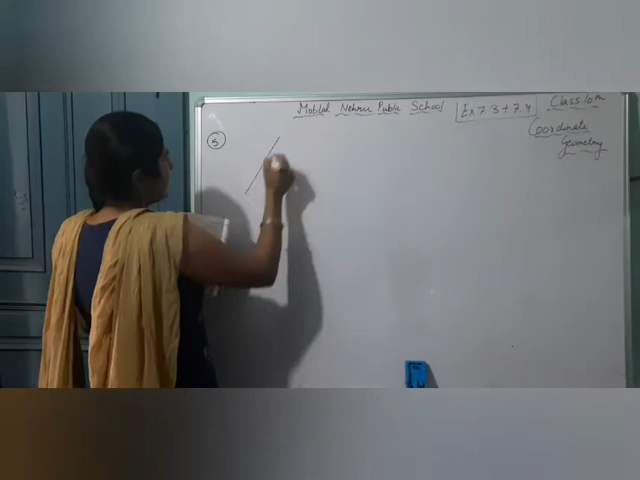 Motilal Nehru Public School
Ex 7.3 + 7.4
Class 10th
Coordinate
Geometry
5